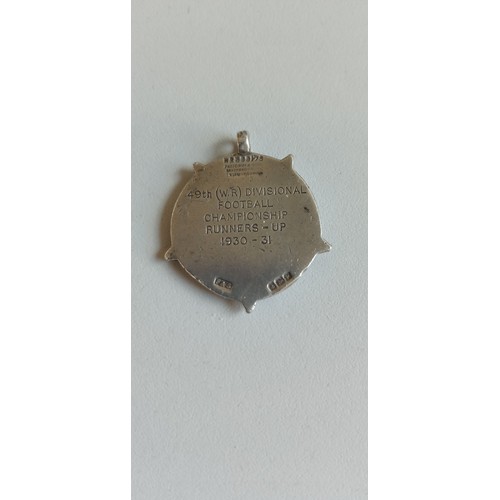 49th (W.R) DIVISIONAL
FOOTBALL
CHAMPIONSHIP
RUNNERS - UP
1930 - 31